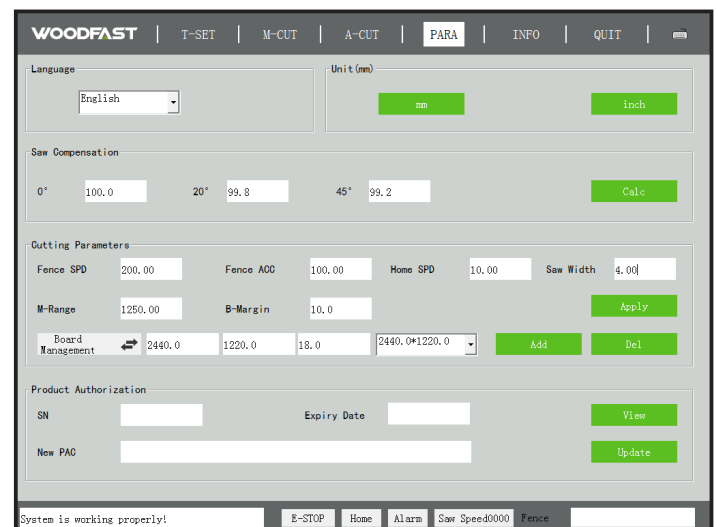 WOODFAST | T-SET | M-CUT | A-CUT | PARA | INFO | QUIT |
Language Unit(mm)
English mm inch
Saw Compensation
0° 100.0 20° 99.8 45° 99.2 Calc
Cutting Parameters
Fence SPD 200.00 Fence ACC 100.00 Home SPD 10.00 Saw Width 4.00
M-Range 1250.00 B-Margin 10.0 Apply
Board Management 2440.0 1220.0 18.0 2440.0*1220.0 Add Del
Product Authorization
SN Expiry Date View
New PAC Update
System is working properly! E-STOP Home Alarm Saw Speed0000 Fence